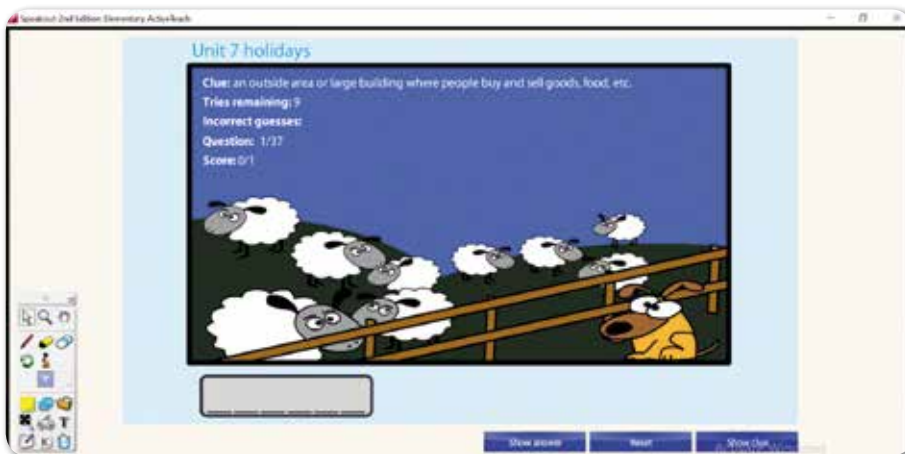 Speakout 2nd Edition Elementary ActiveTeach
Unit 7 holidays
Clue: an outside area or large building where people buy and sell goods, food, etc.
Tries remaining: 9
Incorrect guesses:
Question: 1/37
Score: 0/1
T
Show answer Next Show Clue